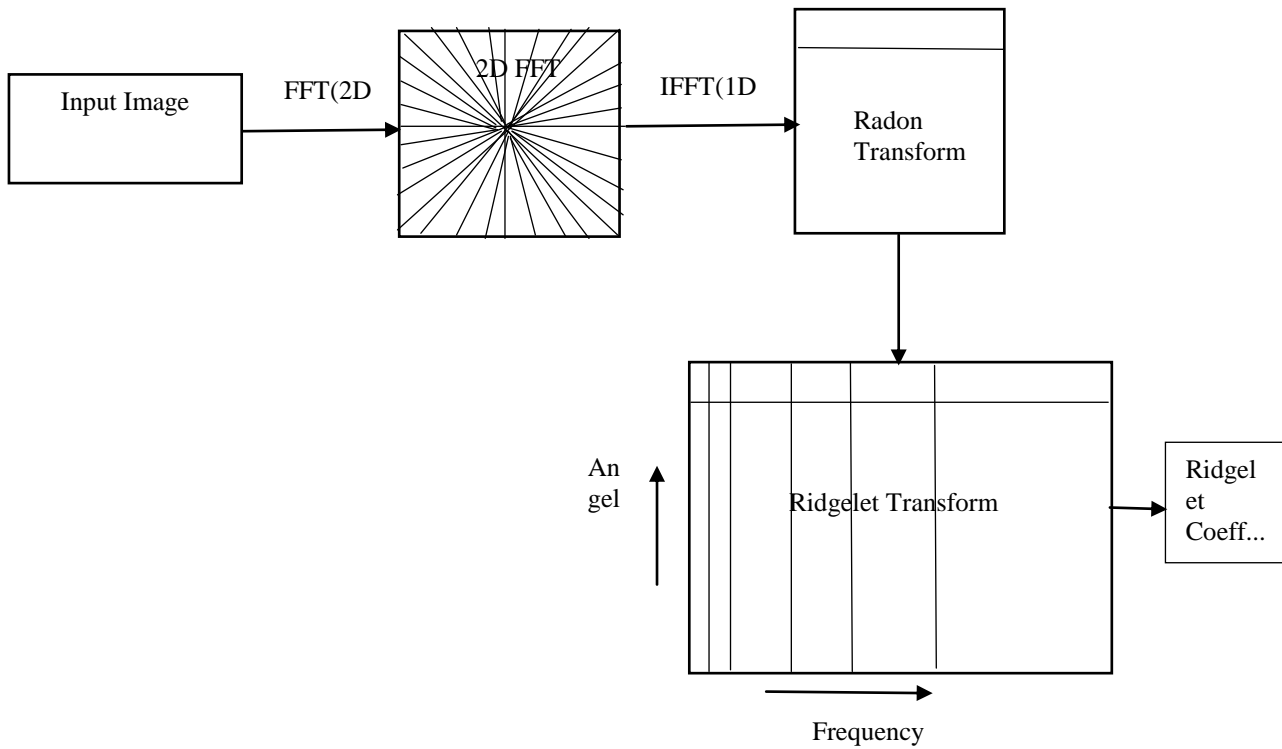 Input Image
FFT(2D
2D FFT
IFFT(1D
Radon
Transform
An
gel
Ridgelet Transform
Ridgel
et
Coeff...
Frequency